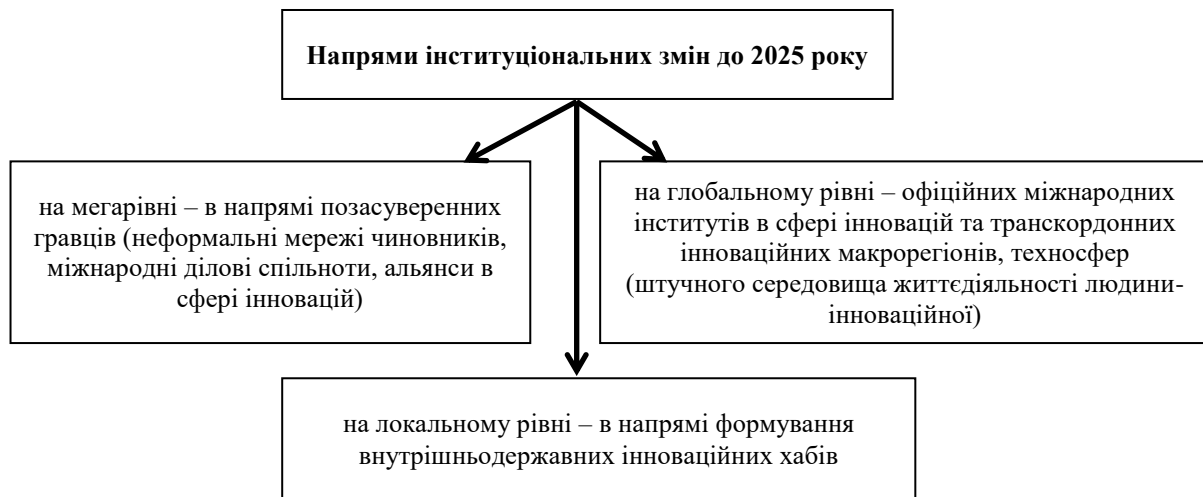 Напрями інституціональних змін до 2025 року
на мегарівні – в напрямі позасуверенних
гравців (неформальні мережі чиновників,
міжнародні ділові спільноти, альянси в
сфері інновацій)
на глобальному рівні – офіційних міжнародних
інститутів в сфері інновацій та транскордонних
інноваційних макрорегіонів, техносфер
(штучного середовища життєдіяльності людини-
інноваційної)
на локальному рівні – в напрямі формування
внутрішньодержавних інноваційних хабів